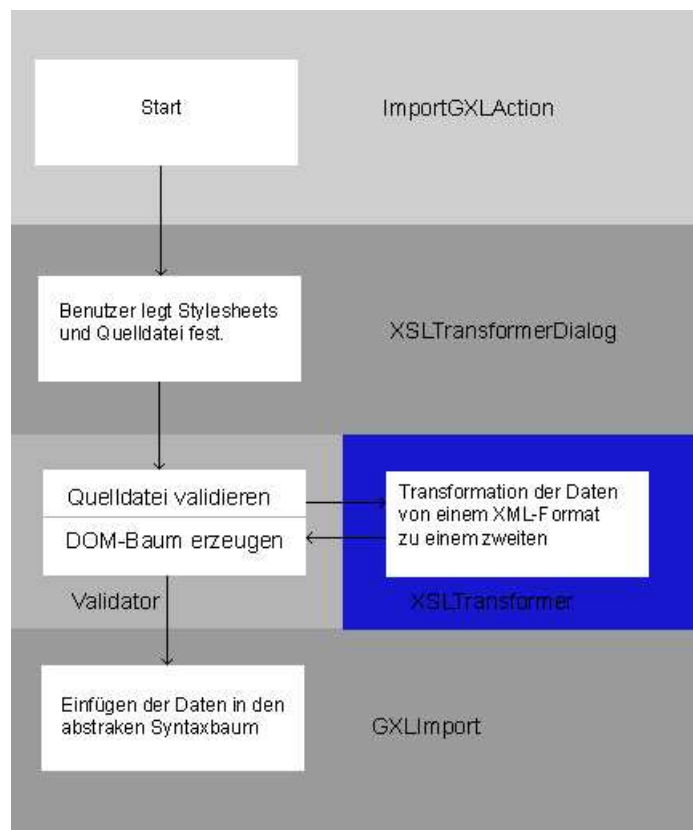 Start
ImportGXLAction
Benutzer legt Stylesheets
und Quelldatei fest.
XSLTransformerDialog
Quelldatei validieren
DOM-Baum erzeugen
Transformation der Daten
von einem XML-Format
zu einem zweiten
Validator
XSLTransformer
Einfügen der Daten in den
abstraken Syntaxbaum
GXLImport